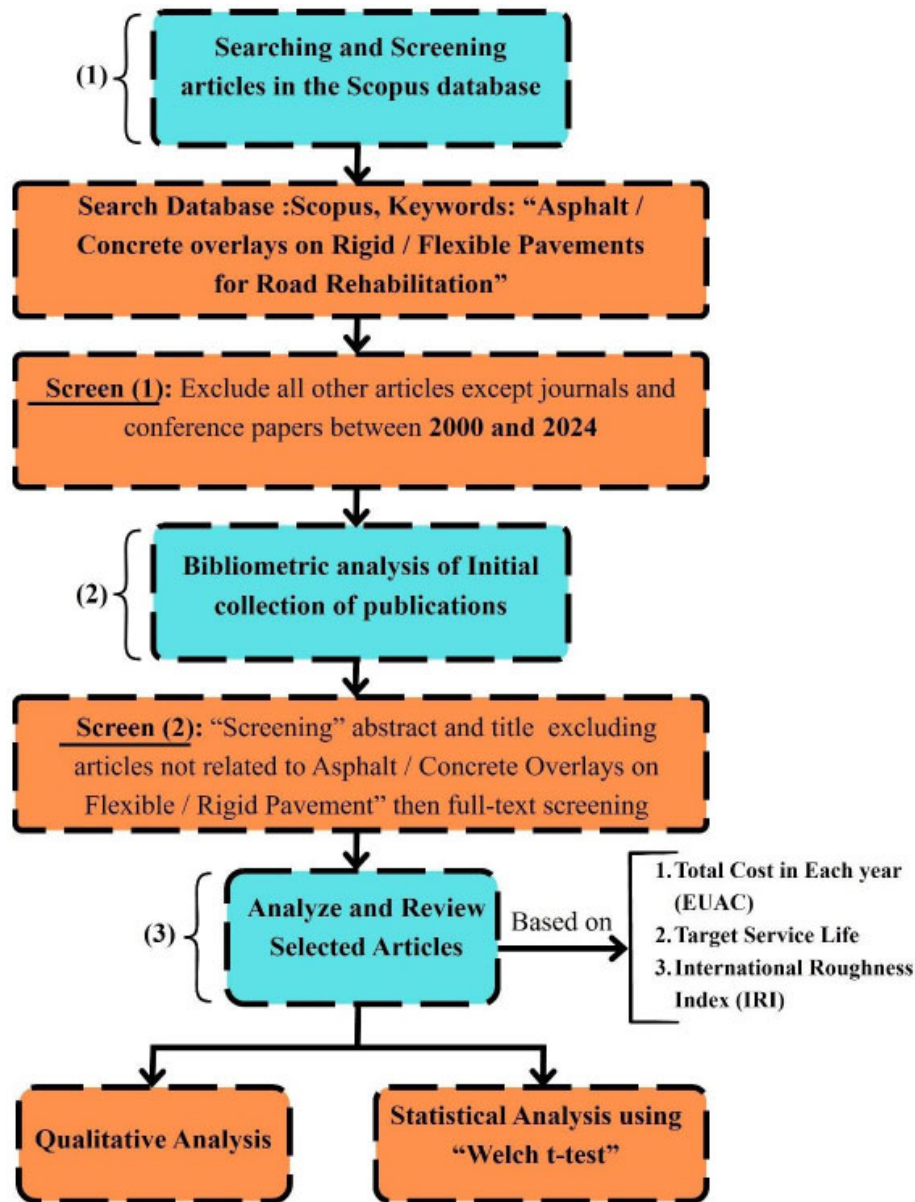 (1)
Searching and Screening
articles in the Scopus database
Search Database :Scopus, Keywords: “Asphalt /
Concrete overlays on Rigid / Flexible Pavements
for Road Rehabilitation”
Screen (1): Exclude all other articles except journals and
conference papers between 2000 and 2024
(2)
Bibliometric analysis of Initial
collection of publications
Screen (2): “Screening” abstract and title excluding
articles not related to Asphalt / Concrete Overlays on
Flexible / Rigid Pavement” then full-text screening
(3)
Analyze and Review
Selected Articles
Based on
1. Total Cost in Each year
(EUAC)
2. Target Service Life
3. International Roughness
Index (IRI)
Qualitative Analysis
Statistical Analysis using
“Welch t-test”